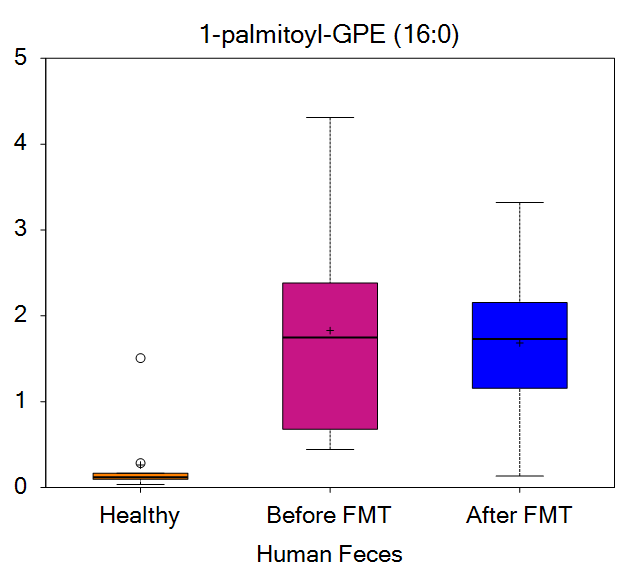 1-palmitoyl-GPE (16:0)
5
4
3
2
1
0
Healthy Before FMT After FMT
Human Feces